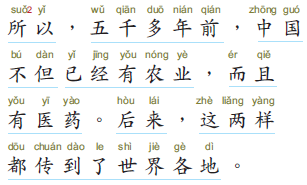 suǒ2 yǐ wǔ qiān duō nián qián zhōng guó
所以，五千多年前，中国
bú dàn yǐ jīng yǒu nóng yè ér qiě
不但已经有农业，而且
yǒu yī yào hòu lái zhè liǎng yàng
有医药。后来，这两样
dōu chuán dào le shì jiè gè dì
都传到了世界各地。